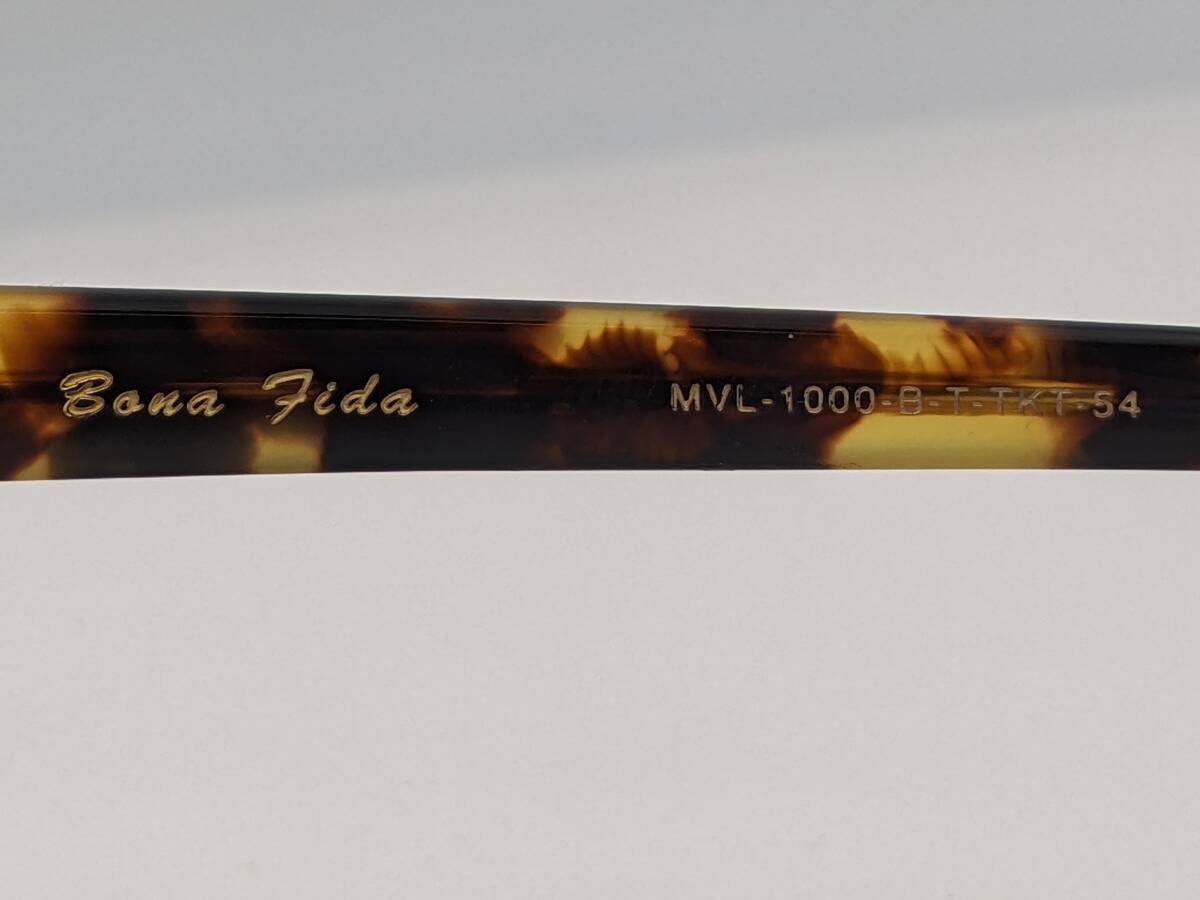 Bona Fida MVL-1000-B-T-TKT-54